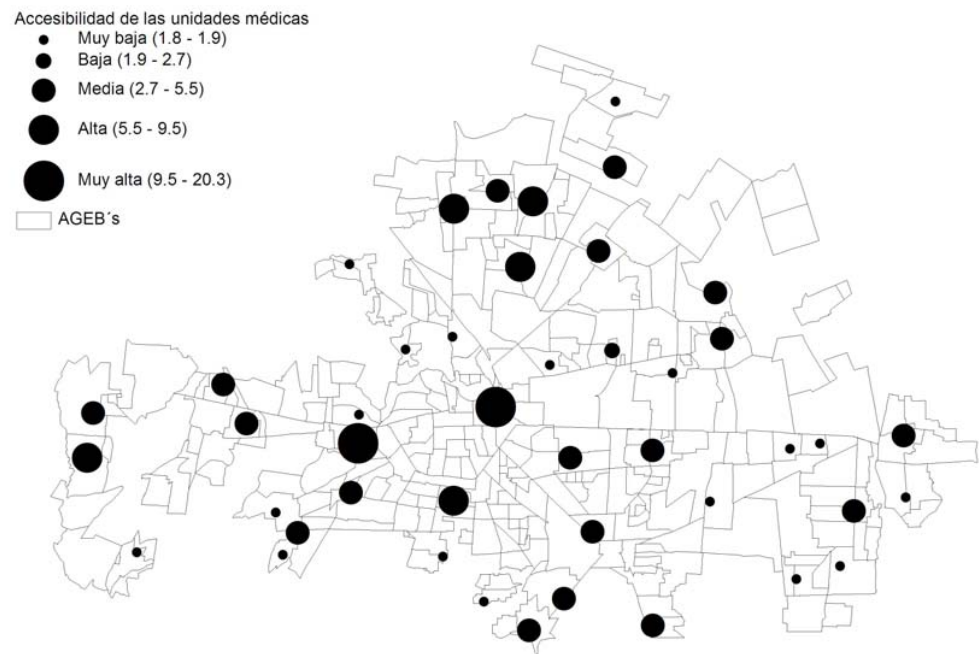 Accesibilidad de las unidades médicas
Muy baja (1.8 - 1.9)
Baja (1.9 - 2.7)
Media (2.7 - 5.5)
Alta (5.5 - 9.5)
Muy alta (9.5 - 20.3)
AGEB´s